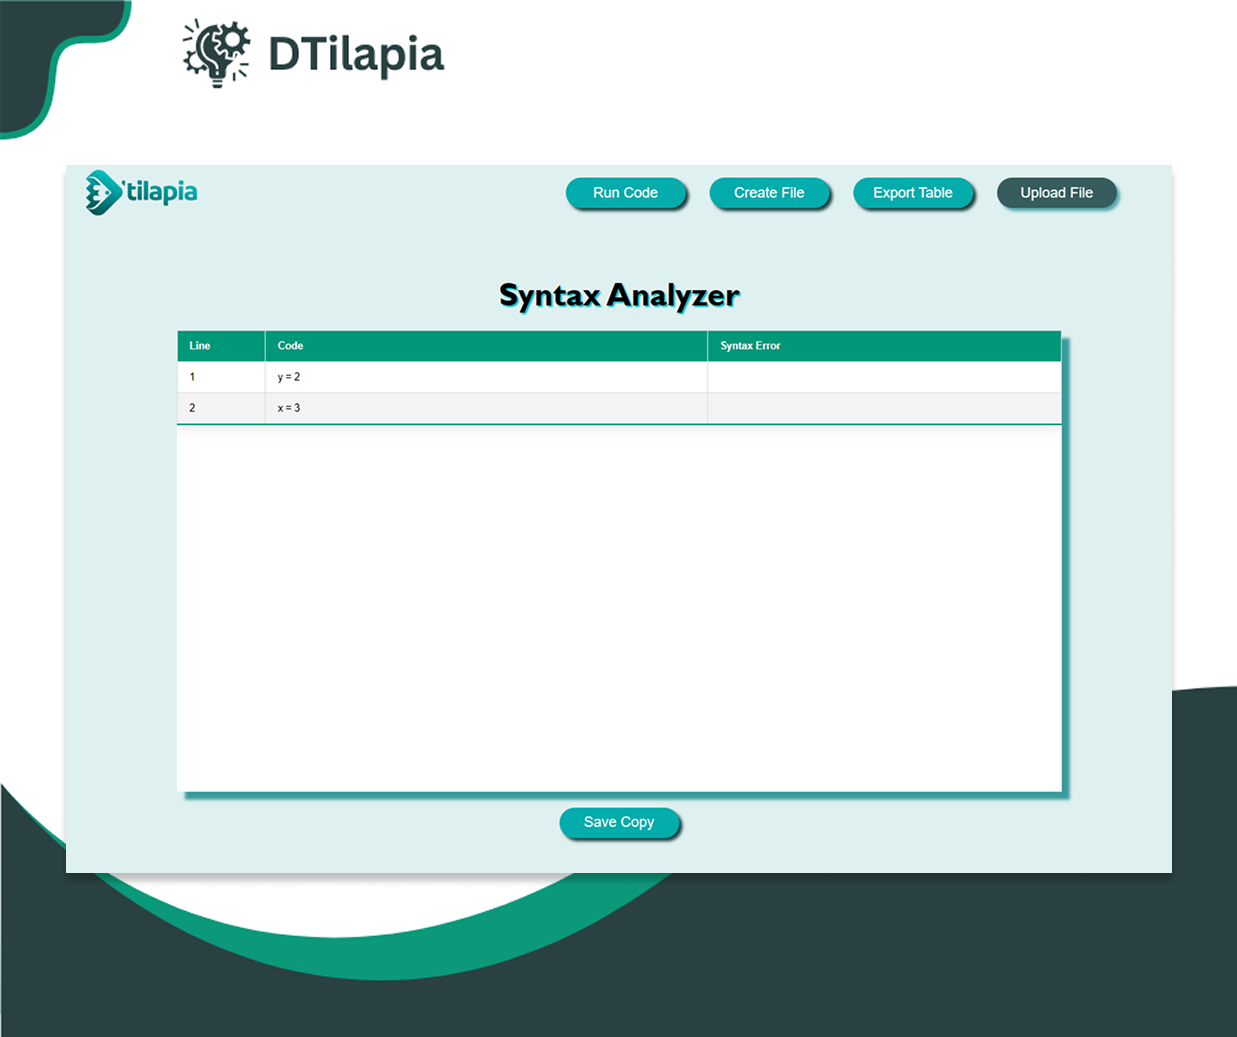 DTilapia
'tilapia
Run Code Create File Export Table Upload File
Syntax Analyzer
Line Code Syntax Error
1 y = 2
2 x = 3
Save Copy